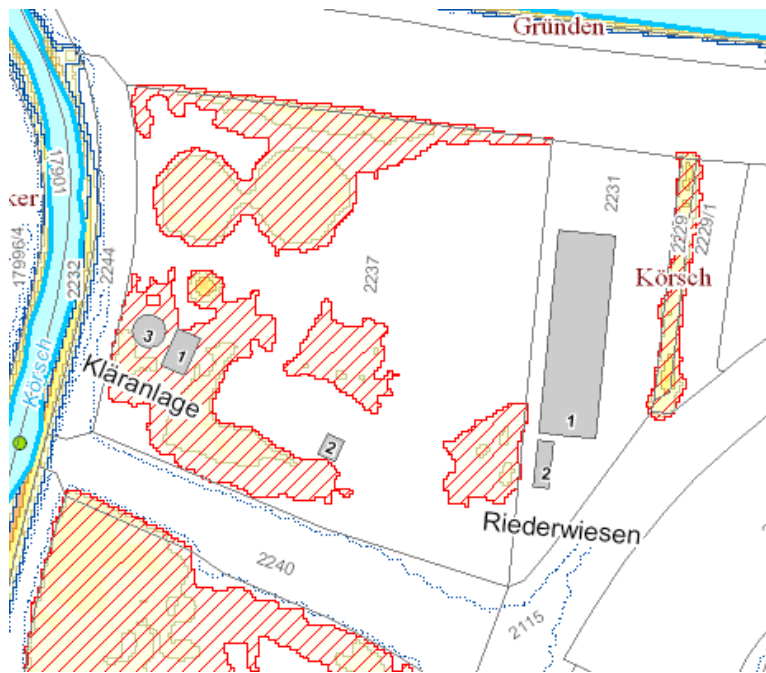 Gründen
17901
ker
17996/4
2232
2244
2231
2229
2229/1
2237
Körsch
3
1
Körsch
Kläranlage
2
1
2
Riederwiesen
2240
2115